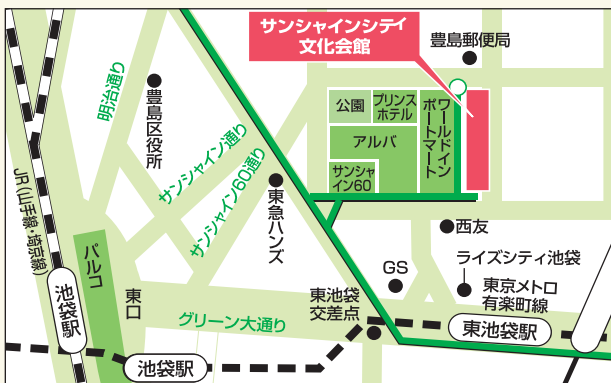 サンシャインシティ
文化会館
豊島郵便局
明治通り
豊島区役所
サンシャイン通り
サンシャイン60通り
東急ハンズ
公園
プリンス
ホテル
ワールドイン
ポートマート
アルバ
サンシャ
イン60
JR(山手線・埼京線)
パルコ
池袋駅
東口
グリーン大通り
池袋駅
東池袋
交差点
GS
西友
ライズシティ池袋
東京メトロ
有楽町線
東池袋駅